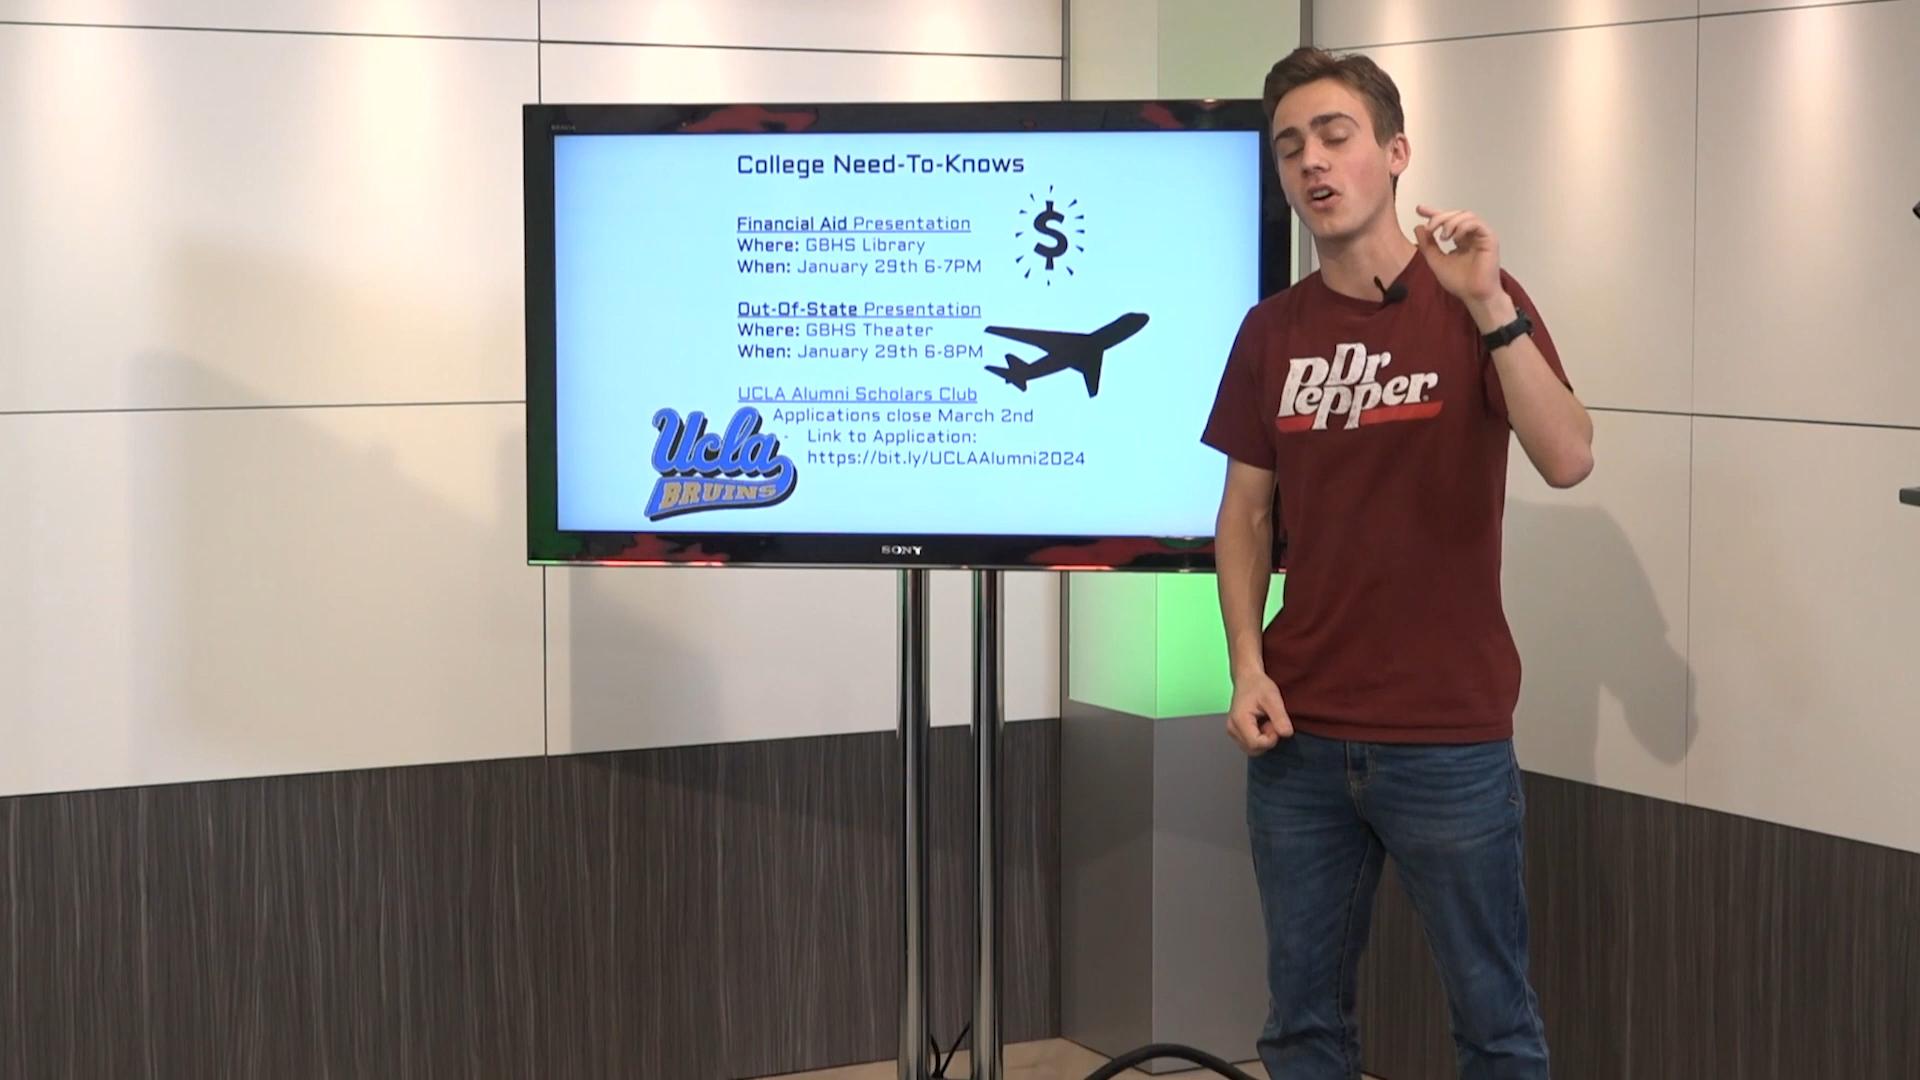 College Need-To-Knows
Financial Aid Presentation
Where: GBHS Library
When: January 29th 6-7PM
$
Out-Of-State Presentation
Where: GBHS Theater
When: January 29th 6-8PM
UCLA Alumni Scholars Club
Applications close March 2nd
- Link to Application:
https://bit.ly/UCLAAlumni2024
Ucla
BRUINS
SONY
Dr
Pepper